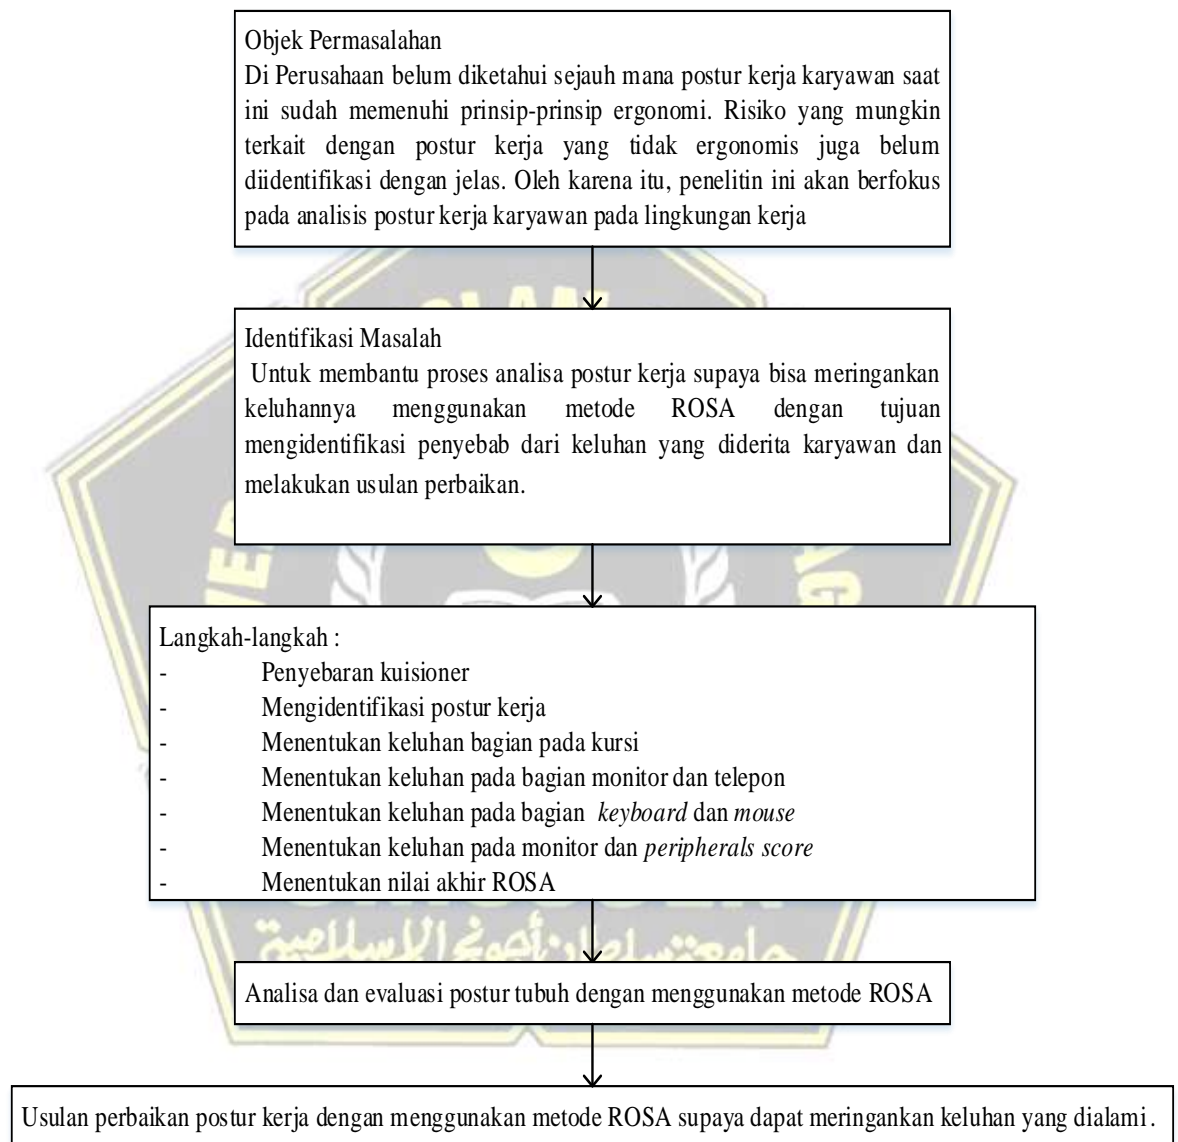 Objek Permasalahan
Di Perusahaan belum diketahui sejauh mana postur kerja karyawan saat
ini sudah memenuhi prinsip-prinsip ergonomi. Risiko yang mungkin
terkait dengan postur kerja yang tidak ergonomis juga belum
diidentifikasi dengan jelas. Oleh karena itu, penelitin ini akan berfokus
pada analisis postur kerja karyawan pada lingkungan kerja
Identifikasi Masalah
Untuk membantu proses analisa postur kerja supaya bisa meringankan
keluhannya menggunakan metode ROSA dengan tujuan
mengidentifikasi penyebab dari keluhan yang diderita karyawan dan
melakukan usulan perbaikan.
Langkah-langkah :
- Penyebaran kuisioner
- Mengidentifikasi postur kerja
- Menentukan keluhan bagian pada kursi
- Menentukan keluhan pada bagian monitor dan telepon
- Menentukan keluhan pada bagian keyboard dan mouse
- Menentukan keluhan pada monitor dan peripherals score
- Menentukan nilai akhir ROSA
جامعتنسلطان أجونج الإسلامية
Analisa dan evaluasi postur tubuh dengan menggunakan metode ROSA
Usulan perbaikan postur kerja dengan menggunakan metode ROSA supaya dapat meringankan keluhan yang dialami.